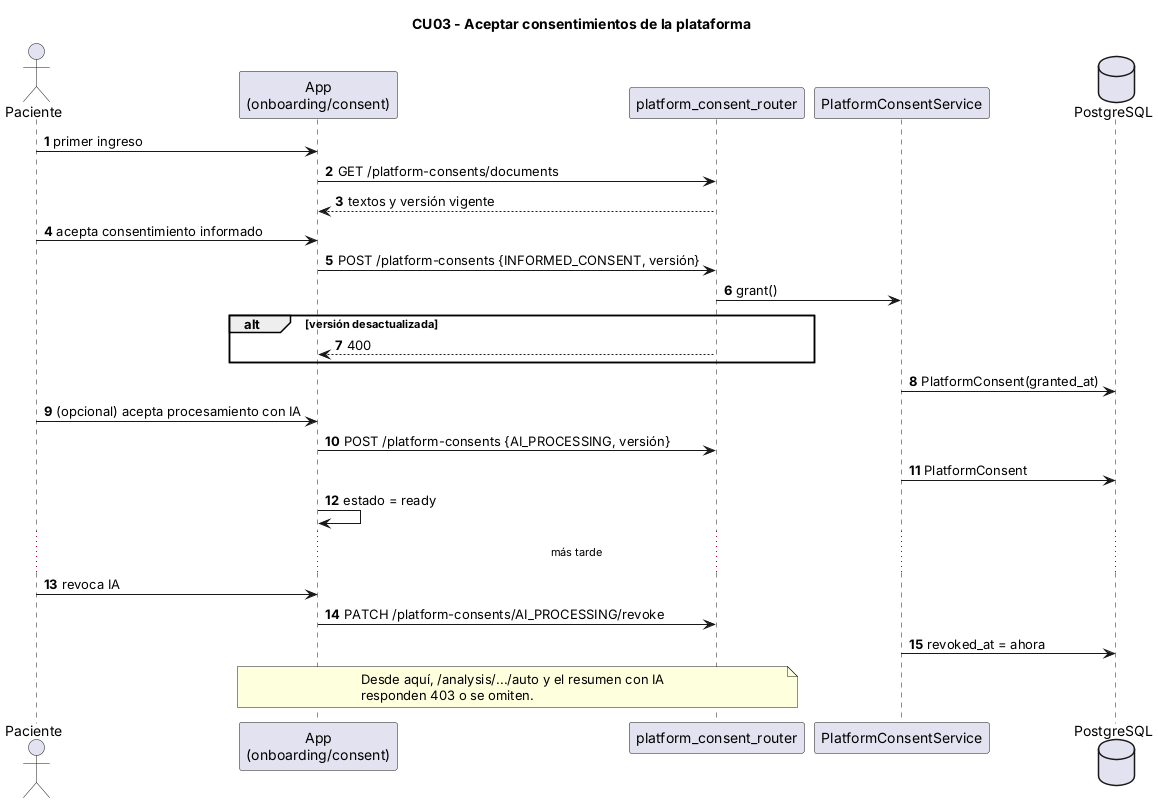 CU03 - Aceptar consentimientos de la plataforma
Paciente
App
(onboarding/consent)
platform_consent_router
PlatformConsentService
PostgreSQL
1 primer ingreso
2 GET /platform-consents/documents
3 textos y versión vigente
4 acepta consentimiento informado
5 POST /platform-consents {INFORMED_CONSENT, versión}
6 grant()
alt [versión desactualizada]
7 400
8 PlatformConsent(granted_at)
9 (opcional) acepta procesamiento con IA
10 POST /platform-consents {AI_PROCESSING, versión}
11 PlatformConsent
12 estado = ready
más tarde
13 revoca IA
14 PATCH /platform-consents/AI_PROCESSING/revoke
15 revoked_at = ahora
Desde aquí, /analysis/.../auto y el resumen con IA
responden 403 o se omiten.
Paciente
App
(onboarding/consent)
platform_consent_router
PlatformConsentService
PostgreSQL